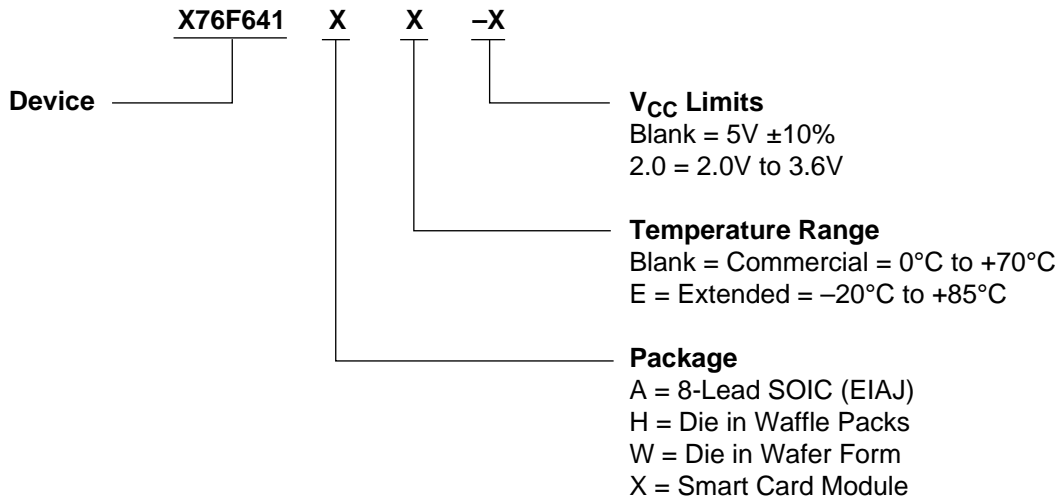 X76F641 X X –X
Device
VCC Limits
Blank = 5V ±10%
2.0 = 2.0V to 3.6V
Temperature Range
Blank = Commercial = 0°C to +70°C
E = Extended = –20°C to +85°C
Package
A = 8-Lead SOIC (EIAJ)
H = Die in Waffle Packs
W = Die in Wafer Form
X = Smart Card Module